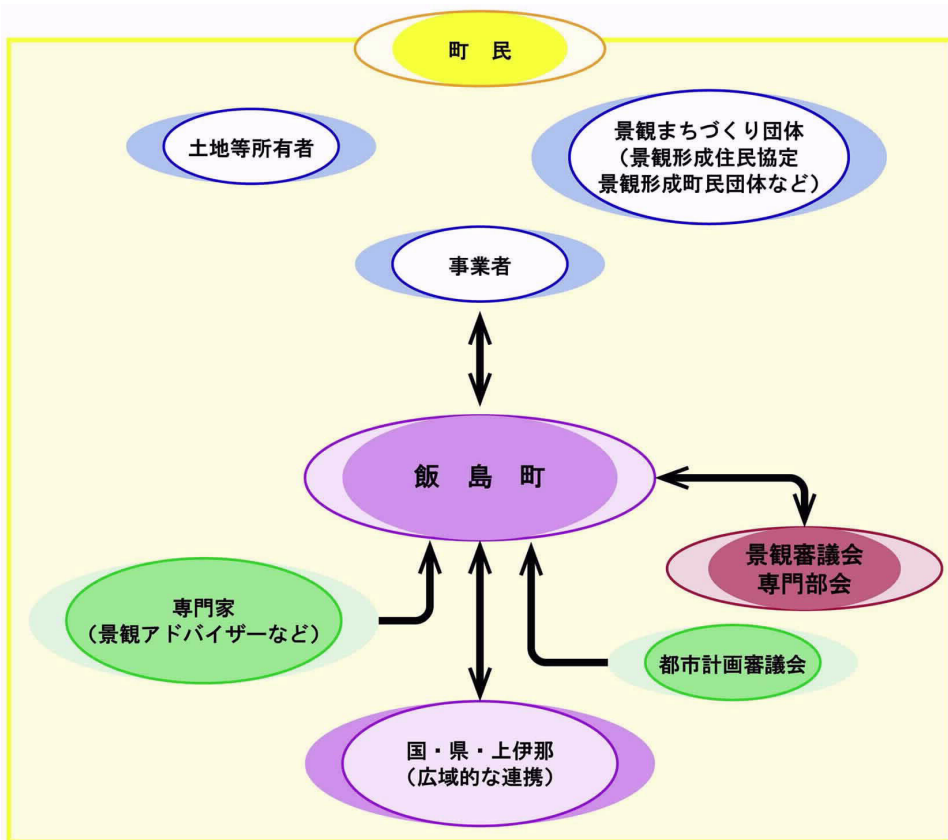 町 民
土地等所有者
景観まちづくり団体
（景観形成住民協定
景観形成町民団体など）
事業者
飯 島 町
景観審議会
専門部会
専門家
（景観アドバイザーなど）
都市計画審議会
国・県・上伊那
（広域的な連携）